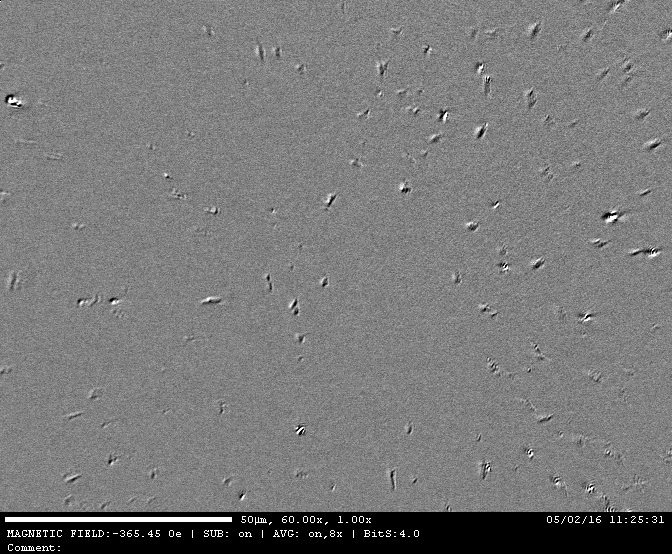 50µm, 60.00x, 1.00x 05/02/16 11:25:31
MAGNETIC FIELD:-365.45 Oe | SUB: on | AVG: on,8x | BitS:4.0
Comment: